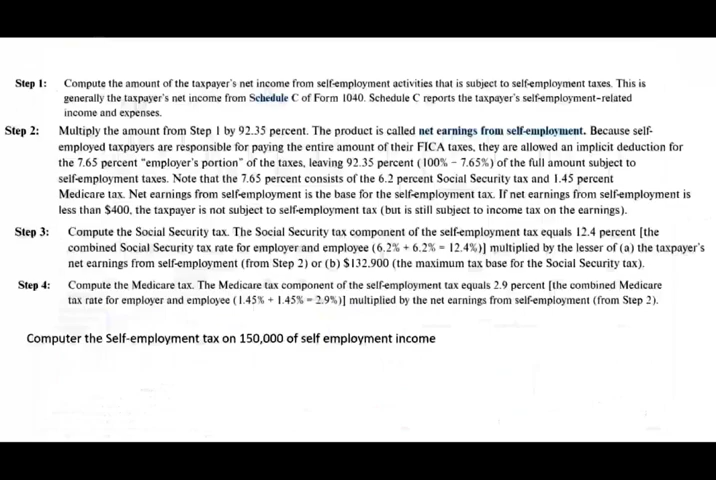 Step 1: Compute the amount of the taxpayer's net income from self-employment activities that is subject to self-employment taxes. This is
generally the taxpayer's net income from Schedule C of Form 1040. Schedule C reports the taxpayer's self-employment-related
income and expenses.
Step 2: Multiply the amount from Step 1 by 92.35 percent. The product is called net earnings from self-employment. Because self-
employed taxpayers are responsible for paying the entire amount of their FICA taxes, they are allowed an implicit deduction for
the 7.65 percent "employer's portion" of the taxes, leaving 92.35 percent (100% − 7.65%) of the full amount subject to
self-employment taxes. Note that the 7.65 percent consists of the 6.2 percent Social Security tax and 1.45 percent
Medicare tax. Net earnings from self-employment is the base for the self-employment tax. If net earnings from self-employment is
less than $400, the taxpayer is not subject to self-employment tax (but is still subject to income tax on the earnings).
Step 3: Compute the Social Security tax. The Social Security tax component of the self-employment tax equals 12.4 percent [the
combined Social Security tax rate for employer and employee (6.2% + 6.2% = 12.4%)] multiplied by the lesser of (a) the taxpayer's
net earnings from self-employment (from Step 2) or (b) $132,900 (the maximum tax base for the Social Security tax).
Step 4: Compute the Medicare tax. The Medicare tax component of the self-employment tax equals 2.9 percent [the combined Medicare
tax rate for employer and employee (1.45% + 1.45% = 2.9%)] multiplied by the net earnings from self-employment (from Step 2).
Computer the Self-employment tax on 150,000 of self employment income